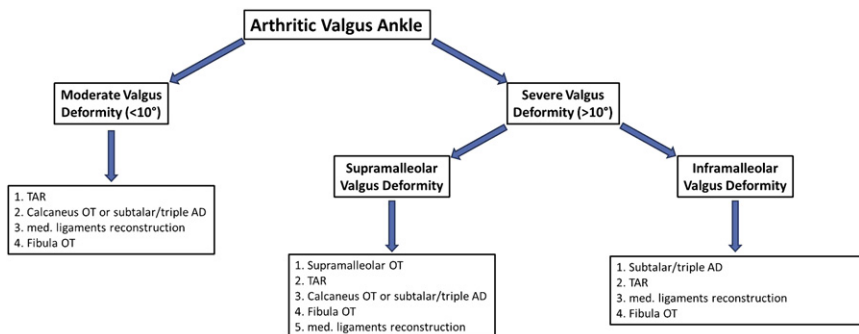 Arthritic Valgus Ankle
Moderate Valgus
Deformity (<10°)
Severe Valgus
Deformity (>10°)
Supramalleolar
Valgus Deformity
Inframalleolar
Valgus Deformity
1. TAR
2. Calcaneus OT or subtalar/triple AD
3. med. ligaments reconstruction
4. Fibula OT
1. Supramalleolar OT
2. TAR
3. Calcaneus OT or subtalar/triple AD
4. Fibula OT
5. med. ligaments reconstruction
1. Subtalar/triple AD
2. TAR
3. med. ligaments reconstruction
4. Fibula OT